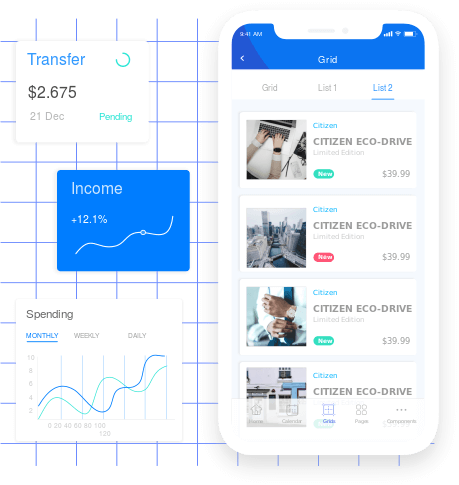 Transfer
$2.675
21 Dec
Pending
Income
+12.1%
Spending
MONTHLY
WEEKLY
DAILY
10
8
6
4
2
0 20 40 60 80 100
120
9:41 AM
Grid
Grid
List 1
List 2
Citizen
CITIZEN ECO-DRIVE
Limited Edition
New
$39.99
Citizen
CITIZEN ECO-DRIVE
Limited Edition
New
$39.99
Citizen
CITIZEN ECO-DRIVE
Limited Edition
New
$39.99
Citizen
CITIZEN ECO-DRIVE
Home
Calendar
Grids
Pages
Components